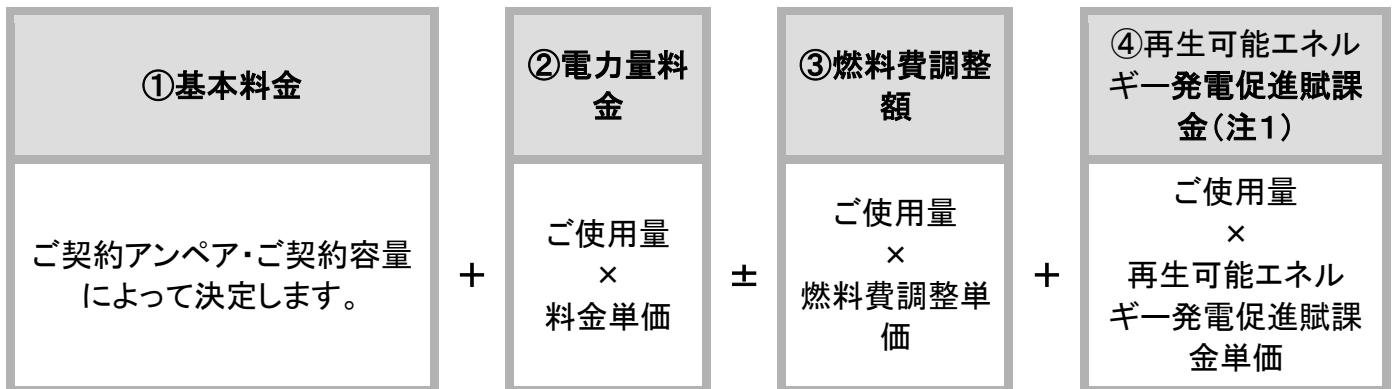 ①基本料金
ご契約アンペア・ご契約容量
によって決定します。
＋
②電力量料
金
ご使用量
×
料金単価
±
③燃料費調整
額
ご使用量
×
燃料費調整単
価
＋
④再生可能エネル
ギー発電促進賦課
金（注１）
ご使用量
×
再生可能エネル
ギー発電促進賦課
金単価